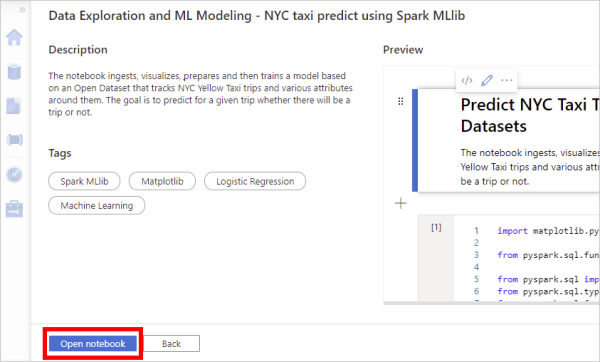 Data Exploration and ML Modeling - NYC taxi predict using Spark MLlib
Description
The notebook ingests, visualizes, prepares and then trains a model based
on an Open Dataset that tracks NYC Yellow Taxi trips and various attributes
around them. The goal is to predict for a given trip whether there will be a
trip or not.
Tags
Spark MLlib
Matplotlib
Logistic Regression
Machine Learning
Preview
Predict NYC Taxi T
Datasets
The notebook ingests, visualizes
Yellow Taxi trips and various attr
be a trip or not.
[1]
1 import matplotlib.py
2
3 from pyspark.sql.fun
4
5 from pyspark.sql imp
6 from pyspark.sql.typ
Open notebook
Back